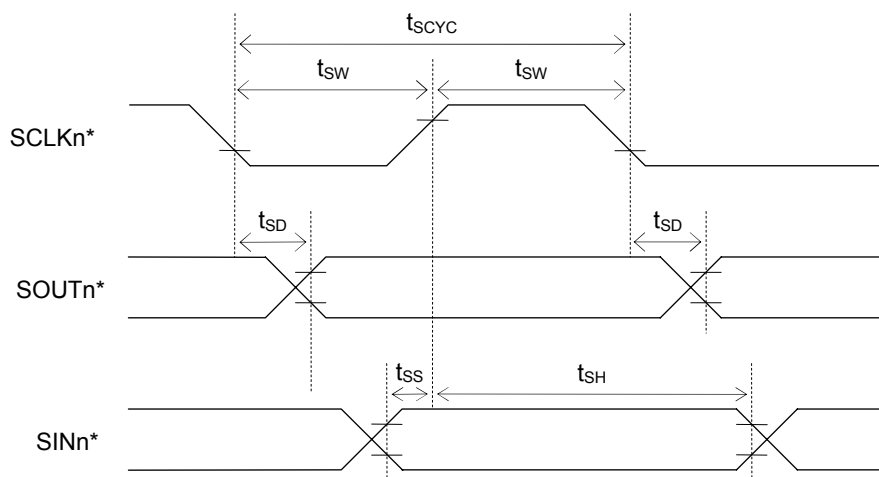 tSCYC
tSW tSW
SCLKn*
tSD tSD
SOUTn*
tSS tSH
SINn*